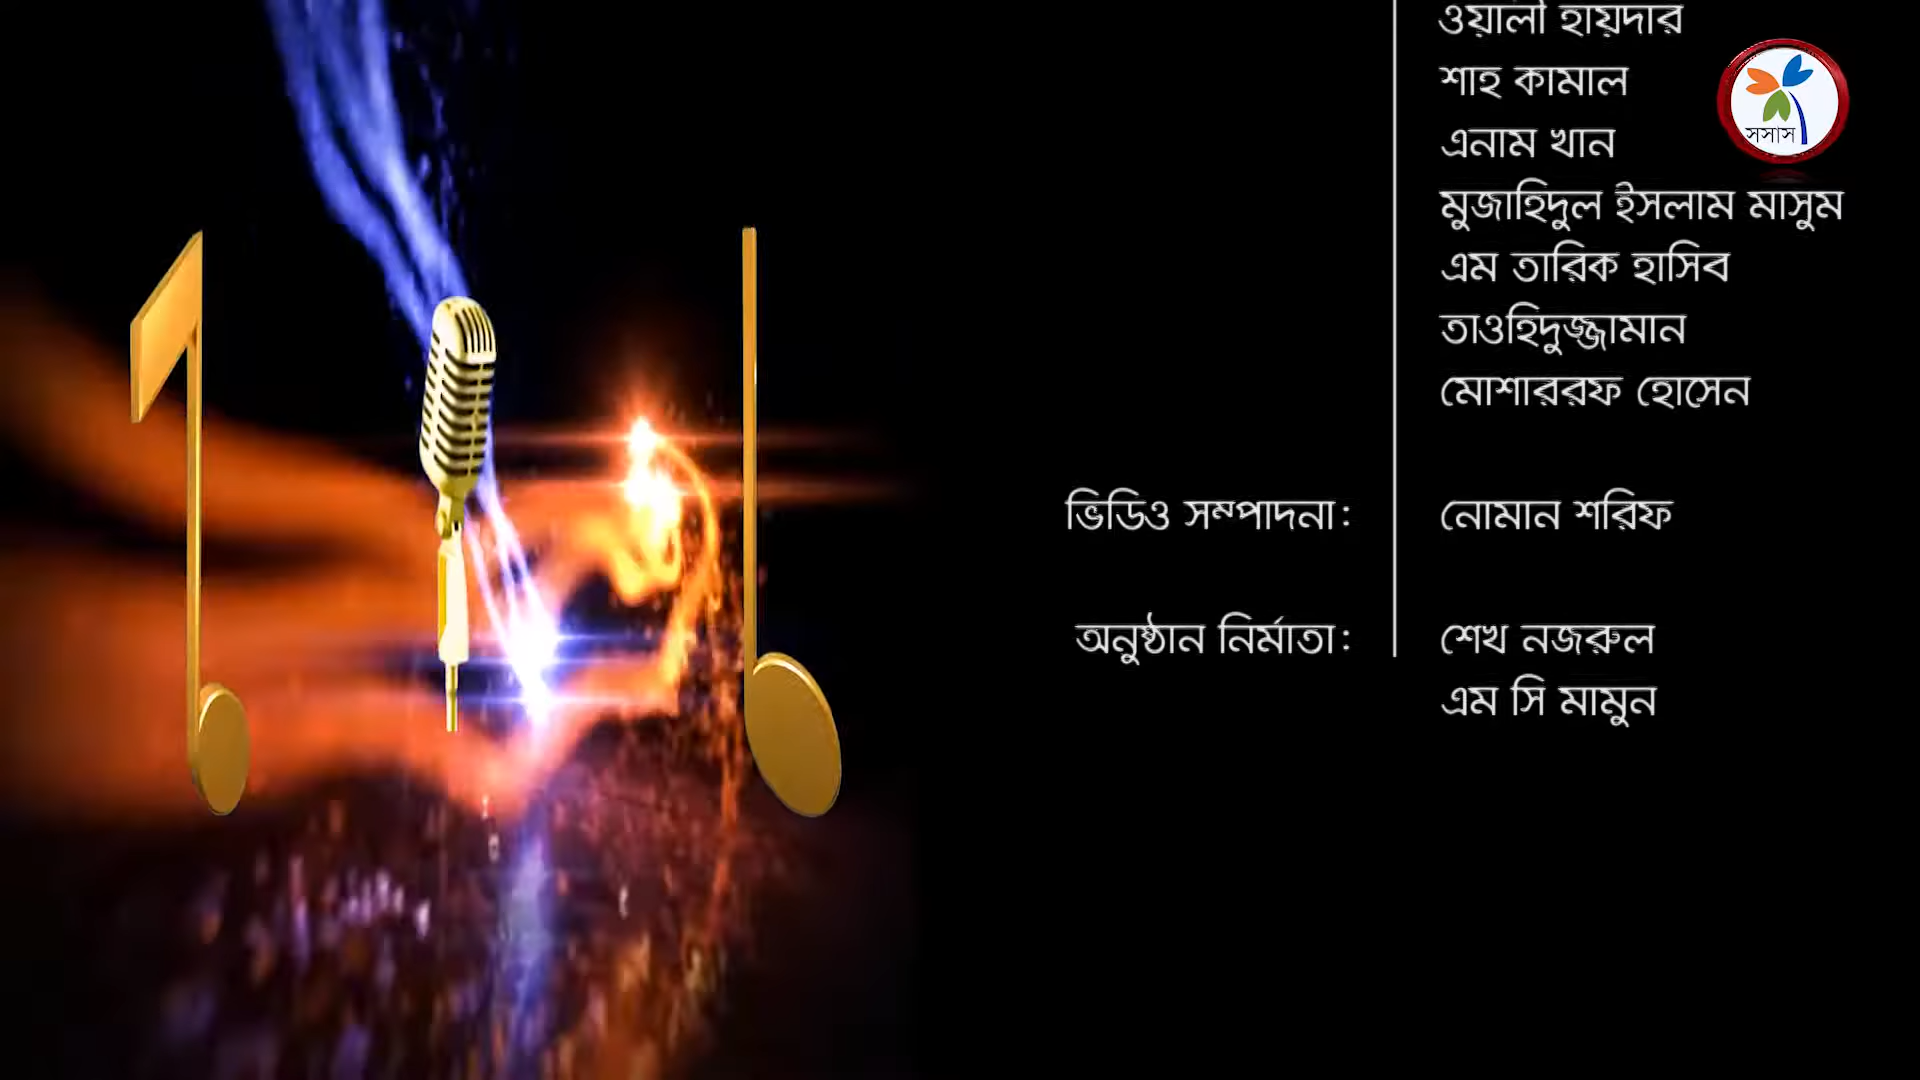 ওয়ালী হায়দার
শাহ কামাল
এনাম খান
মুজাহিদুল ইসলাম মাসুম
এম তারিক হাসিব
তাওহিদুজ্জামান
মোশাররফ হোসেন
ভিডিও সম্পাদনা: নোমান শরিফ
অনুষ্ঠান নির্মাতা: শেখ নজরুল
এম সি মামুন
সসাস